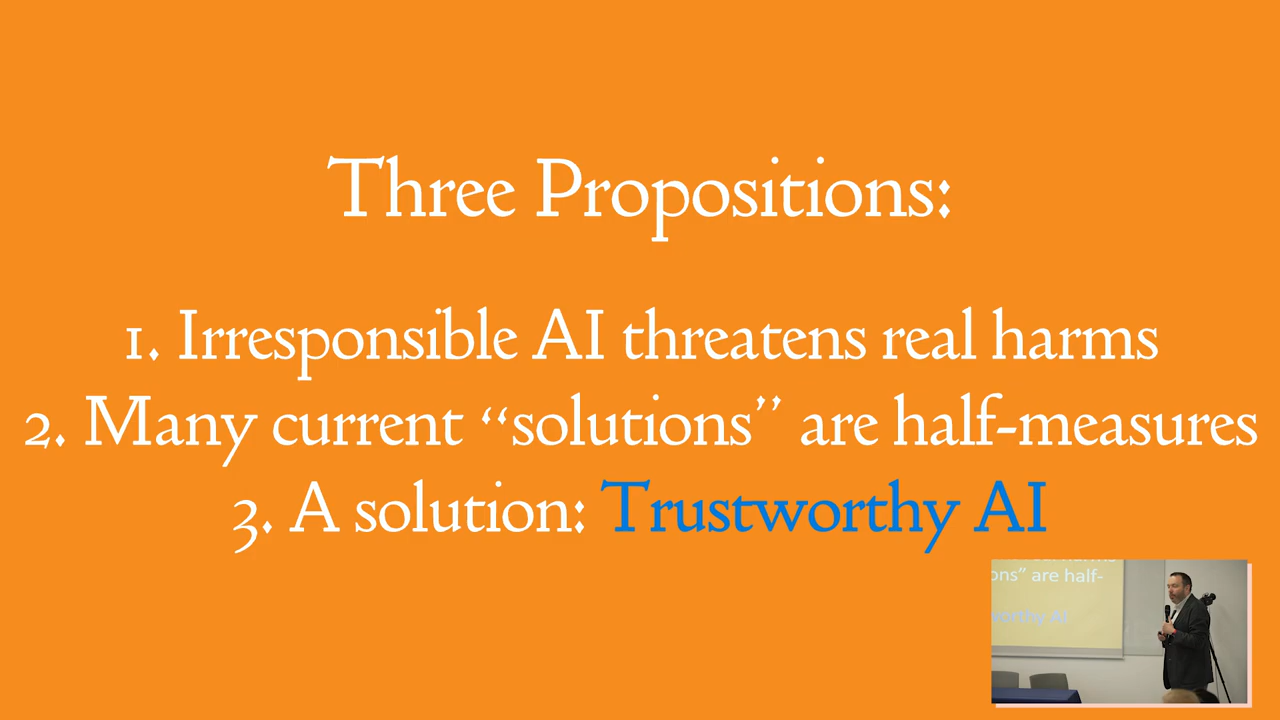 Three Propositions:
1. Irresponsible AI threatens real harms
2. Many current “solutions” are half-measures
3. A solution: Trustworthy AI
ons” are half-
worthy AI